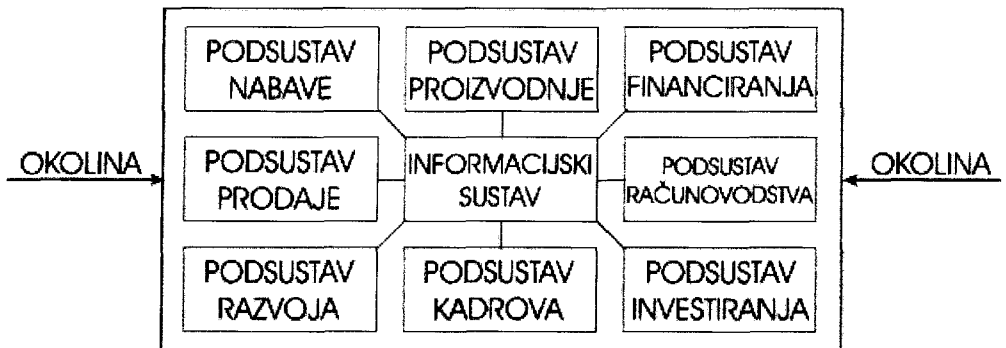 PODSUSTAV
NABAVE
PODSUSTAV
PROIZVODNJE
PODSUSTAV
FINANCIRANJA
OKOLINA
PODSUSTAV
PRODAJE
INFORMACIJSKI
SUSTAV
PODSUSTAV
RAČUNOVODSTVA
OKOLINA
PODSUSTAV
RAZVOJA
PODSUSTAV
KADROVA
PODSUSTAV
INVESTIRANJA